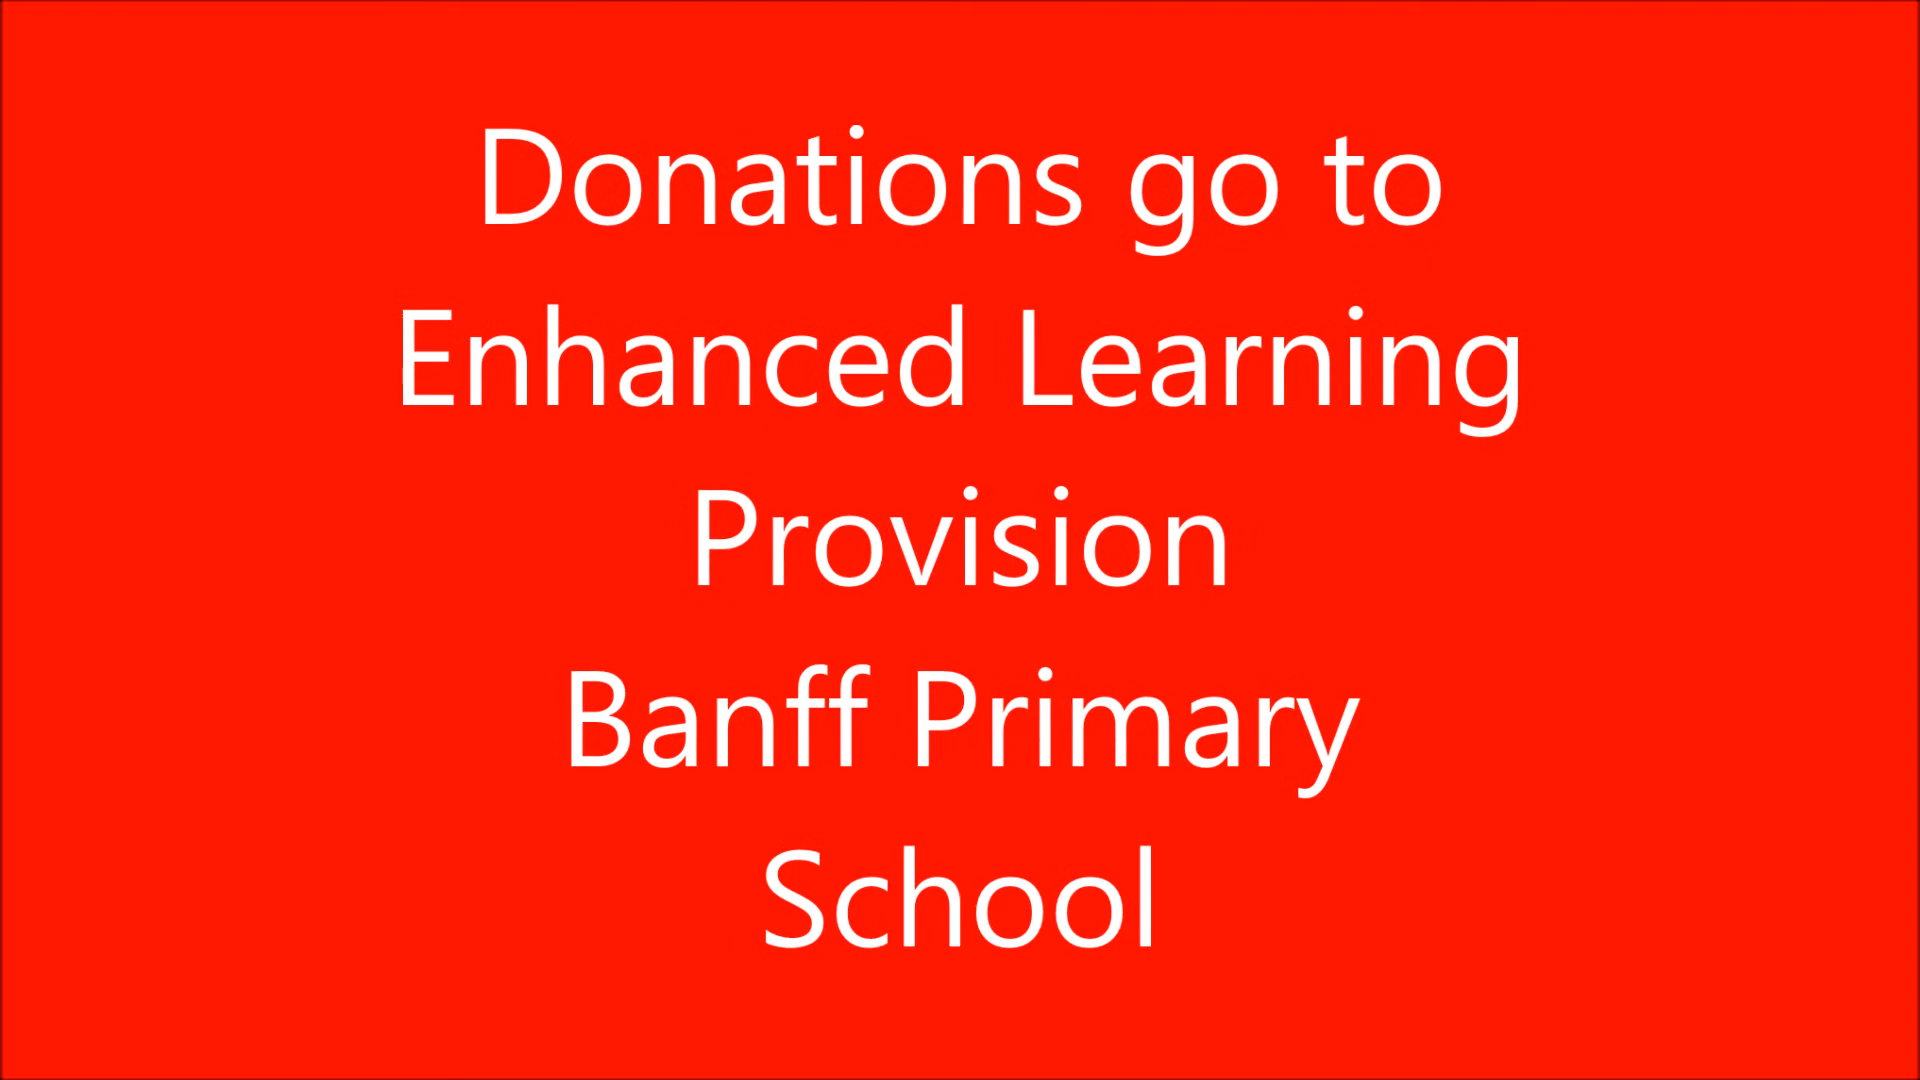 Donations go to
Enhanced Learning
Provision
Banff Primary
School